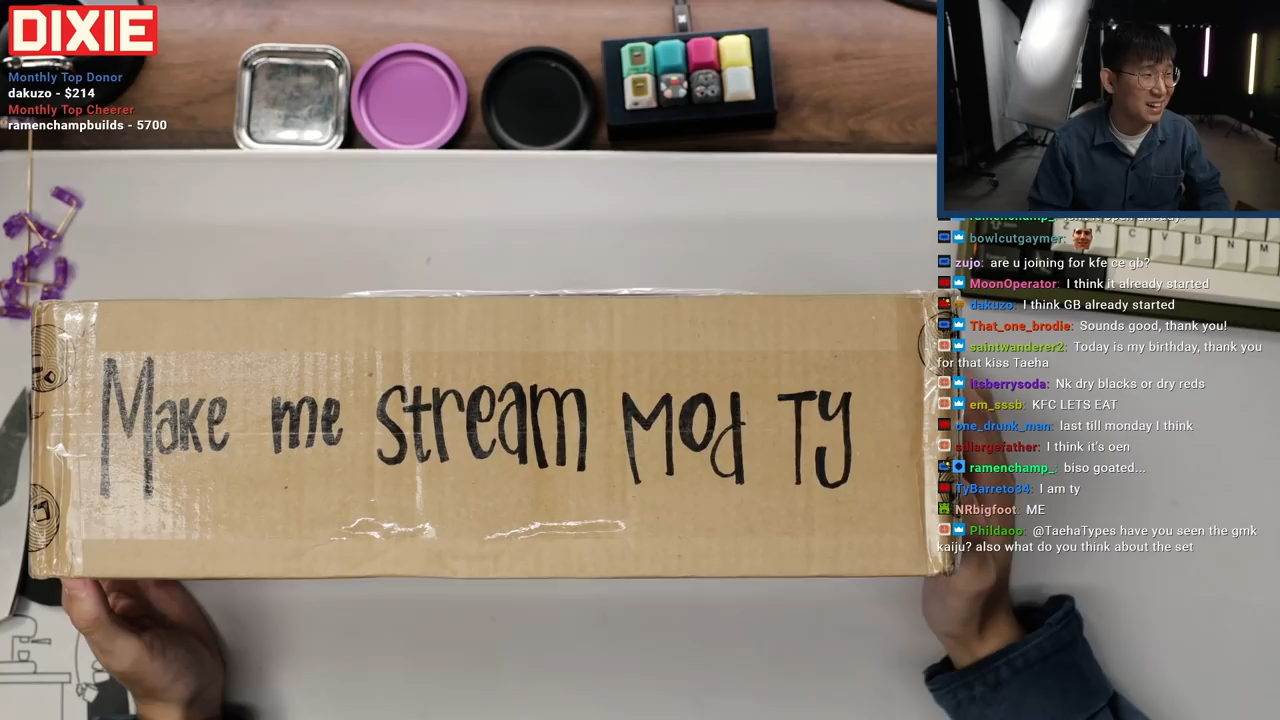 DIXIE
Monthly Top Donor
dakuzo - $214
Monthly Top Cheerer
ramenchampbuilds - 5700
Make me stream Mod TY
X C V B N M
bowlcutgaymer:
zujo: are u joining for kfe ce gb?
MoonOperator: I think it already started
dakuzo: I think GB already started
That_one_brodie: Sounds good, thank you!
saintwanderer2: Today is my birthday, thank you
for that kiss Taeha
itsberrysoda: Nk dry blacks or dry reds
em_sssb: KFC LETS EAT
one_drunk_man: last till monday I think
sdlargefather: I think it's oen
ramenchamp_: biso goated...
TyBarreto34: I am ty
NRbigfoot: ME
Phildaoo: @TaehaTypes have you seen the gmk
kaiju? also what do you think about the set